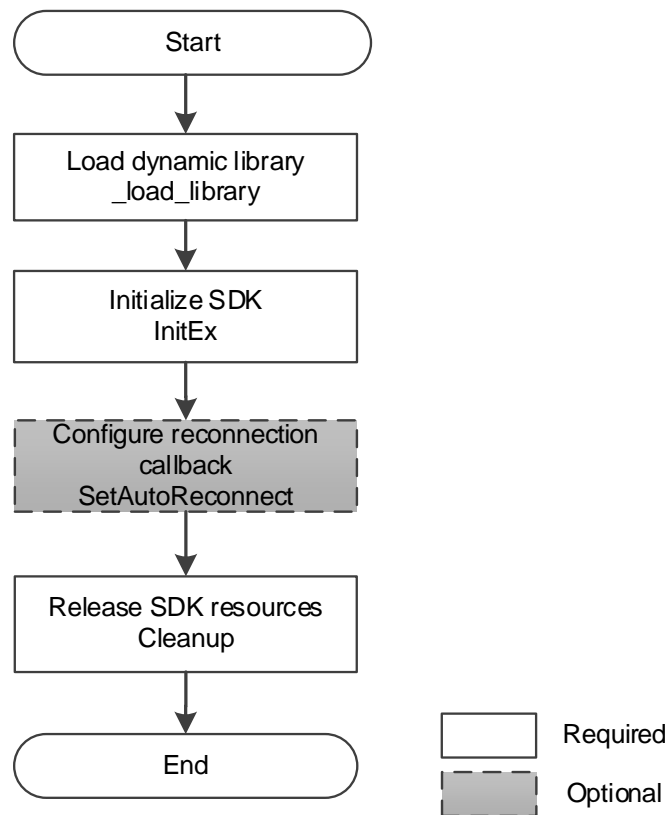 Start
Load dynamic library
_load_library
Initialize SDK
InitEx
Configure reconnection
callback
SetAutoReconnect
Release SDK resources
Cleanup
End
Required
Optional